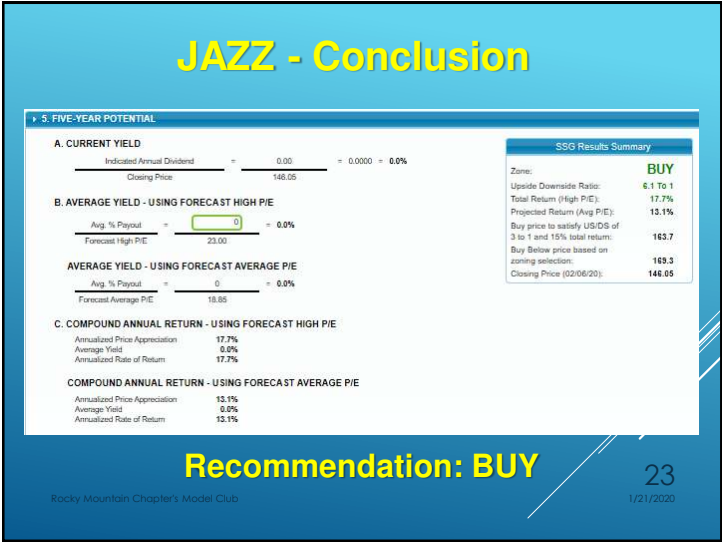 JAZZ - Conclusion
5. FIVE-YEAR POTENTIAL
A. CURRENT YIELD
Indicated Annual Dividend = 0.00 = 0.0000 = 0.0%
Closing Price 146.05
B. AVERAGE YIELD - USING FORECAST HIGH P/E
Avg. % Payout = 0 = 0.0%
Forecast High P/E 23.00
AVERAGE YIELD - USING FORECAST AVERAGE P/E
Avg. % Payout = 0 = 0.0%
Forecast Average P/E 18.85
C. COMPOUND ANNUAL RETURN - USING FORECAST HIGH P/E
Annualized Price Appreciation 17.7%
Average Yield 0.0%
Annualized Rate of Return 17.7%
COMPOUND ANNUAL RETURN - USING FORECAST AVERAGE P/E
Annualized Price Appreciation 13.1%
Average Yield 0.0%
Annualized Rate of Return 13.1%
SSG Results Summary
Zone: BUY
Upside Downside Ratio: 6.1 To 1
Total Return (High P/E): 17.7%
Projected Return (Avg P/E): 13.1%
Buy price to satisfy US/DS of
3 to 1 and 15% total return: 163.7
Buy Below price based on
zoning selection: 169.3
Closing Price (02/06/20): 146.05
Recommendation: BUY
23
Rocky Mountain Chapter's Model Club 1/21/2020